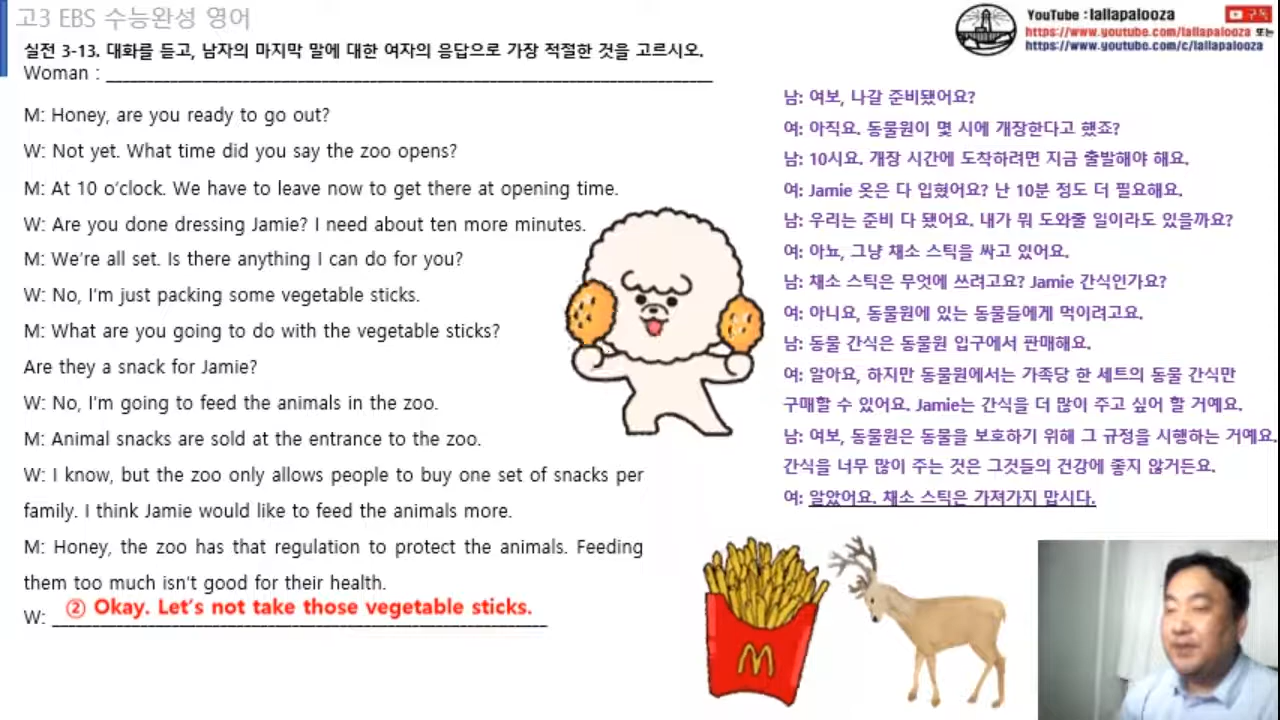 고3 EBS 수능완성 영어
YouTube : lallapalooza
구독
https://www.youtube.com/lallapalooza 또는
https://www.youtube.com/c/lallapalooza
실전 3-13. 대화를 듣고, 남자의 마지막 말에 대한 여자의 응답으로 가장 적절한 것을 고르시오.
Woman :
M: Honey, are you ready to go out?
W: Not yet. What time did you say the zoo opens?
M: At 10 o’clock. We have to leave now to get there at opening time.
W: Are you done dressing Jamie? I need about ten more minutes.
M: We’re all set. Is there anything I can do for you?
W: No, I’m just packing some vegetable sticks.
M: What are you going to do with the vegetable sticks?
Are they a snack for Jamie?
W: No, I’m going to feed the animals in the zoo.
M: Animal snacks are sold at the entrance to the zoo.
W: I know, but the zoo only allows people to buy one set of snacks per
family. I think Jamie would like to feed the animals more.
M: Honey, the zoo has that regulation to protect the animals. Feeding
them too much isn’t good for their health.
W: ② Okay. Let’s not take those vegetable sticks.
남: 여보, 나갈 준비됐어요?
여: 아직요. 동물원이 몇 시에 개장한다고 했죠?
남: 10시요. 개장 시간에 도착하려면 지금 출발해야 해요.
여: Jamie 옷은 다 입혔어요? 난 10분 정도 더 필요해요.
남: 우리는 준비 다 됐어요. 내가 뭐 도와줄 일이라도 있을까요?
여: 아뇨, 그냥 채소 스틱을 싸고 있어요.
남: 채소 스틱은 무엇에 쓰려고요? Jamie 간식인가요?
여: 아니요, 동물원에 있는 동물들에게 먹이려고요.
남: 동물 간식은 동물원 입구에서 판매해요.
여: 알아요, 하지만 동물원에서는 가족당 한 세트의 동물 간식만
구매할 수 있어요. Jamie는 간식을 더 많이 주고 싶어 할 거예요.
남: 여보, 동물원은 동물을 보호하기 위해 그 규정을 시행하는 거예요.
간식을 너무 많이 주는 것은 그것들의 건강에 좋지 않거든요.
여: 알았어요. 채소 스틱은 가져가지 맙시다.